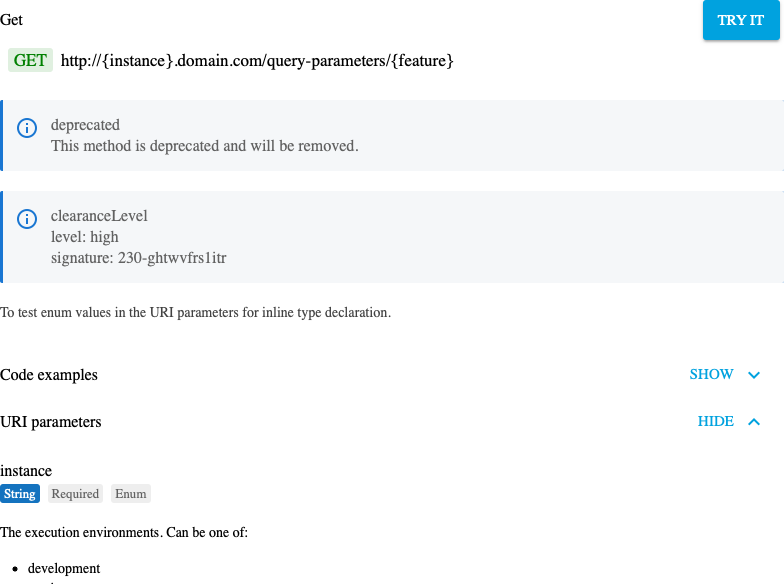 Get
TRY IT
GET http://{instance}.domain.com/query-parameters/{feature}
deprecated
This method is deprecated and will be removed.
clearanceLevel
level: high
signature: 230-ghtwvfrs1itr
To test enum values in the URI parameters for inline type declaration.
Code examples SHOW
URI parameters HIDE
instance
String Required Enum
The execution environments. Can be one of:
development